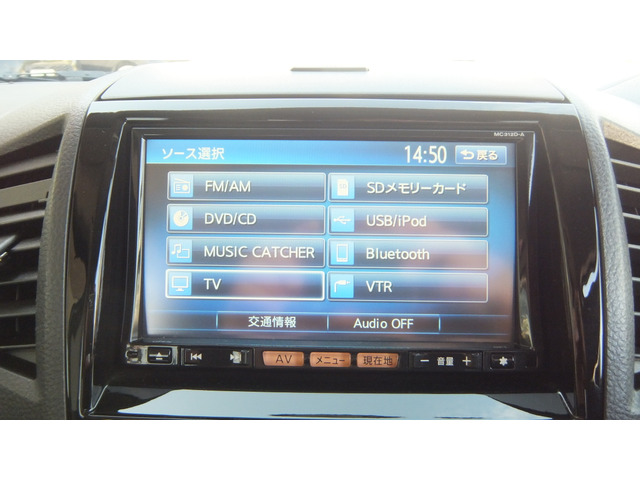 MC312D-A
ソース選択
14:50
戻る
FM/AM
SDメモリーカード
DVD/CD
USB/iPod
MUSIC CATCHER
Bluetooth
TV
VTR
交通情報
Audio OFF
AV
メニュー
現在地
− 音量 +